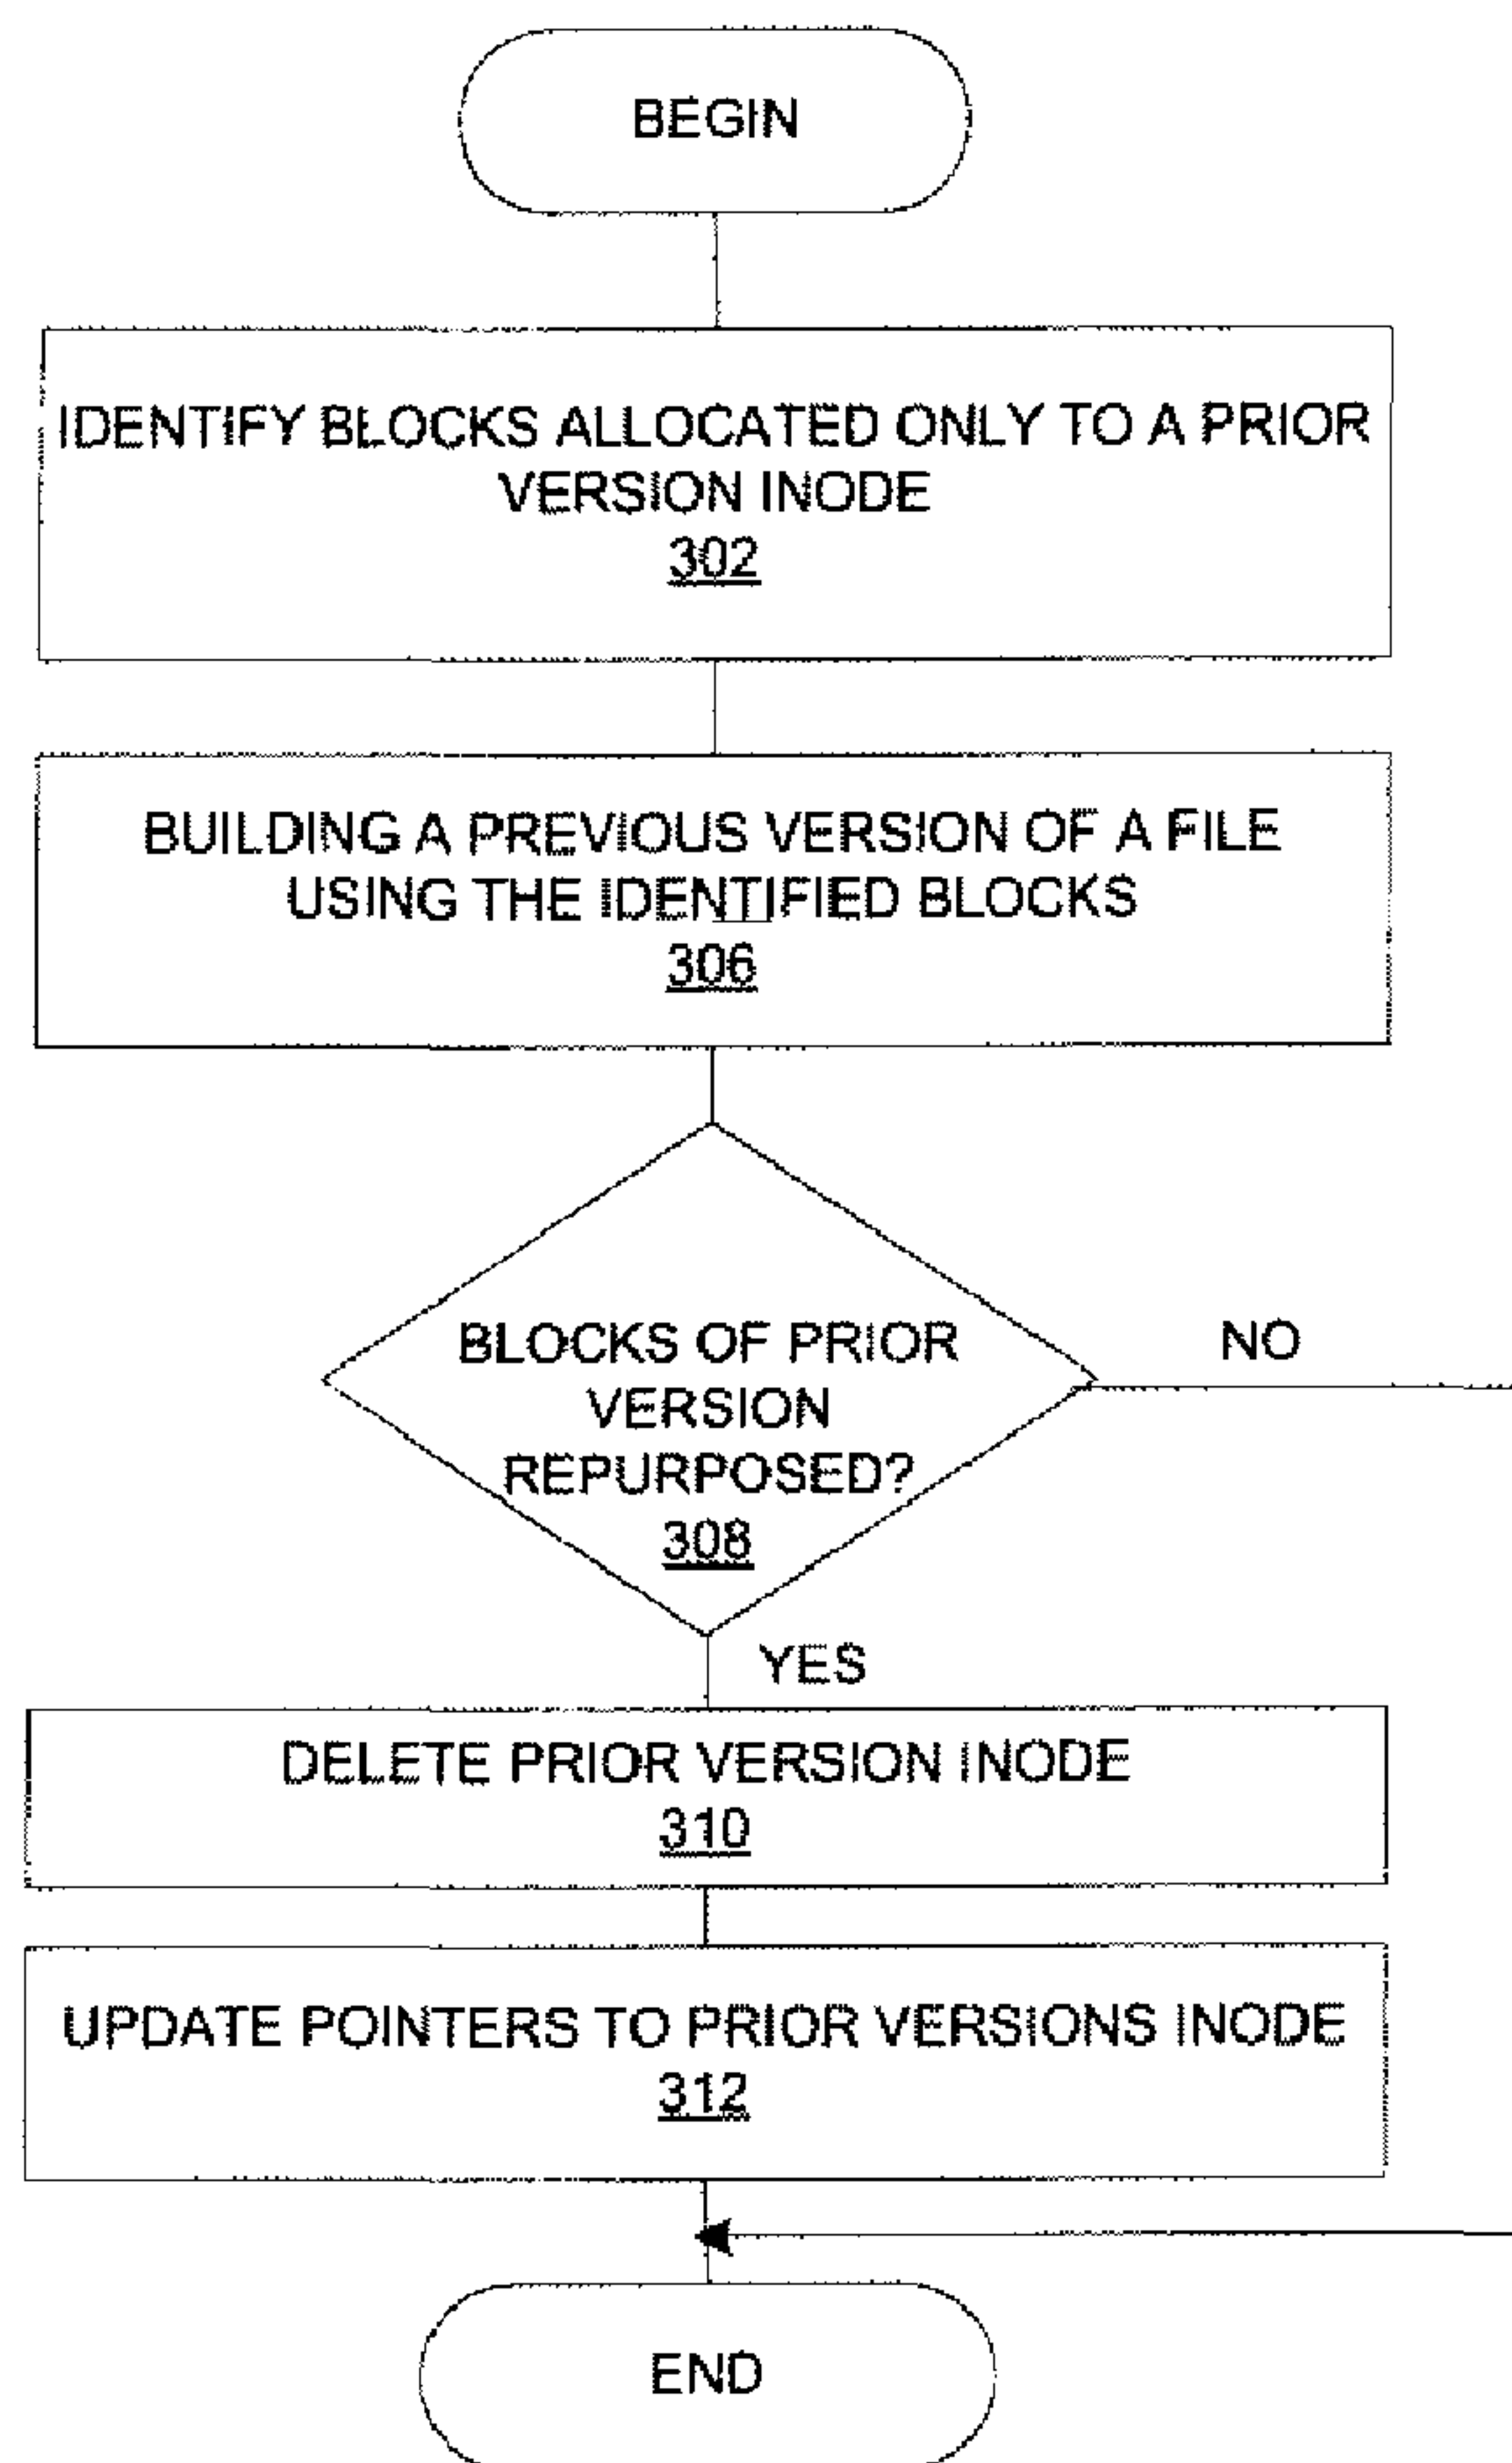 BEGIN
IDENTIFY BLOCKS ALLOCATED ONLY TO A PRIOR
VERSION INODE
302
BUILDING A PREVIOUS VERSION OF A FILE
USING THE IDENTIFIED BLOCKS
306
BLOCKS OF PRIOR
VERSION
REPURPOSED?
308
NO
YES
DELETE PRIOR VERSION INODE
310
UPDATE POINTERS TO PRIOR VERSIONS INODE
312
END